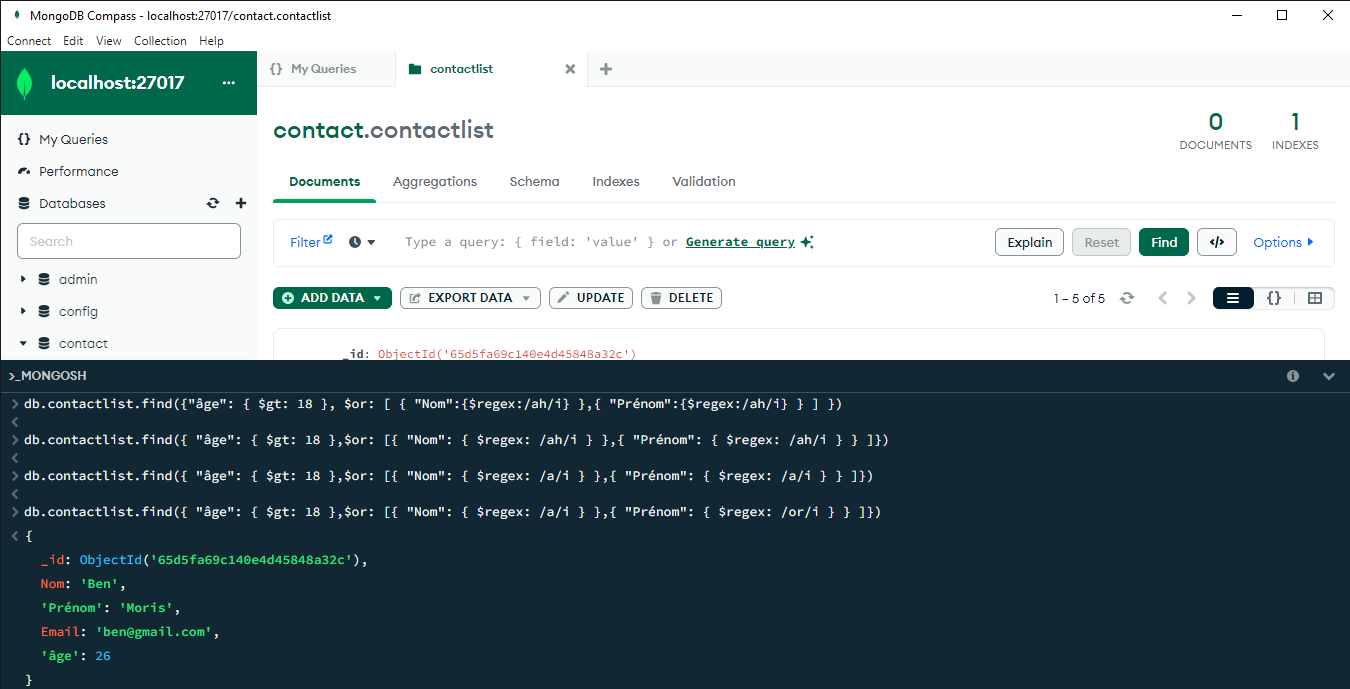 MongoDB Compass - localhost:27017/contact.contactlist
Connect Edit View Collection Help
localhost:27017 ...
{} My Queries
contactlist
My Queries
Performance
Databases
Search
admin
config
contact
contact.contactlist
0 DOCUMENTS
1 INDEXES
Documents Aggregations Schema Indexes Validation
Filter Type a query: { field: 'value' } or Generate query Explain Reset Find </> Options
ADD DATA EXPORT DATA UPDATE DELETE 1 – 5 of 5 {}
_id: ObjectId('65d5fa69c140e4d45848a32c')
>_MONGOSH
> db.contactlist.find({"âge": { $gt: 18 }, $or: [ { "Nom":{$regex:/ah/i} },{ "Prénom":{$regex:/ah/i} } ] })
<
> db.contactlist.find({ "âge": { $gt: 18 },$or: [{ "Nom": { $regex: /ah/i } },{ "Prénom": { $regex: /ah/i } } ]})
<
> db.contactlist.find({ "âge": { $gt: 18 },$or: [{ "Nom": { $regex: /a/i } },{ "Prénom": { $regex: /a/i } } ]})
<
> db.contactlist.find({ "âge": { $gt: 18 },$or: [{ "Nom": { $regex: /a/i } },{ "Prénom": { $regex: /or/i } } ]})
< {
_id: ObjectId('65d5fa69c140e4d45848a32c'),
Nom: 'Ben',
'Prénom': 'Moris',
Email: 'ben@gmail.com',
'âge': 26
}